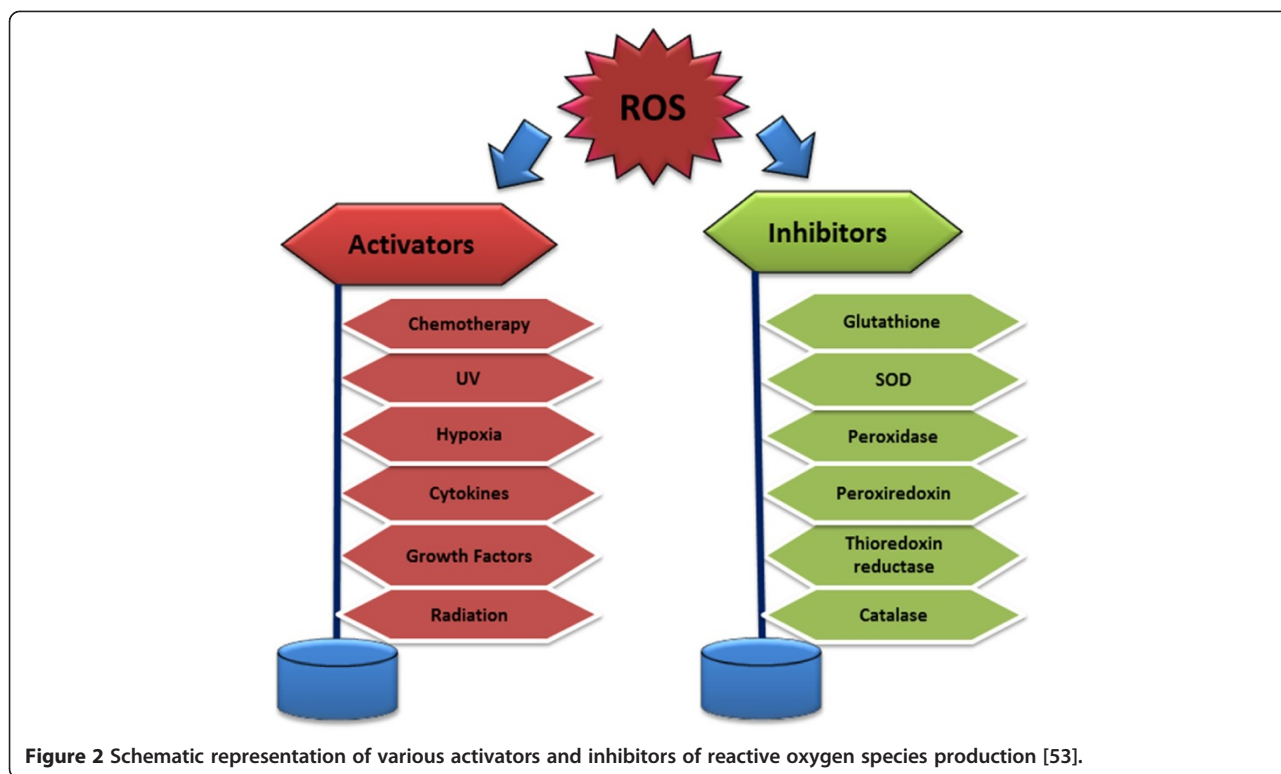 ROS
Activators
Chemotherapy
UV
Hypoxia
Cytokines
Growth Factors
Radiation
Inhibitors
Glutathione
SOD
Peroxidase
Peroxiredoxin
Thioredoxin
reductase
Catalase
Figure 2 Schematic representation of various activators and inhibitors of reactive oxygen species production [53].